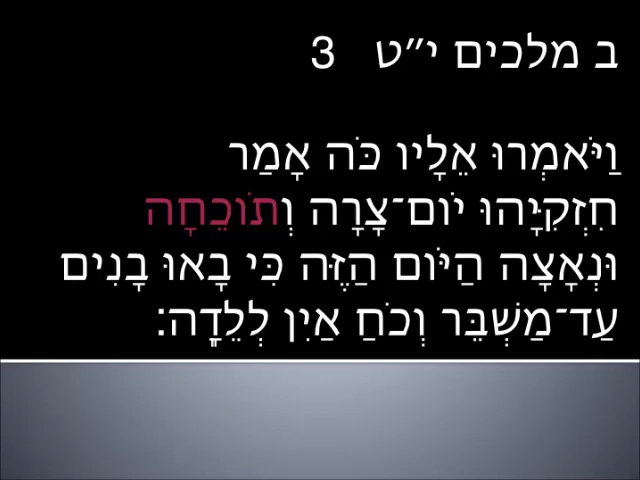 ב מלכים י״ט 3
וַיֹּאמְרוּ אֵלָיו כֹּה אָמַר
חִזְקִיָּהוּ יוֹם־צָרָה וְתוֹכֵחָה
וּנְאָצָה הַיּוֹם הַזֶּה כִּי בָאוּ בָנִים
עַד־מַשְׁבֵּר וְכֹחַ אַיִן לְלֵדָֽה׃